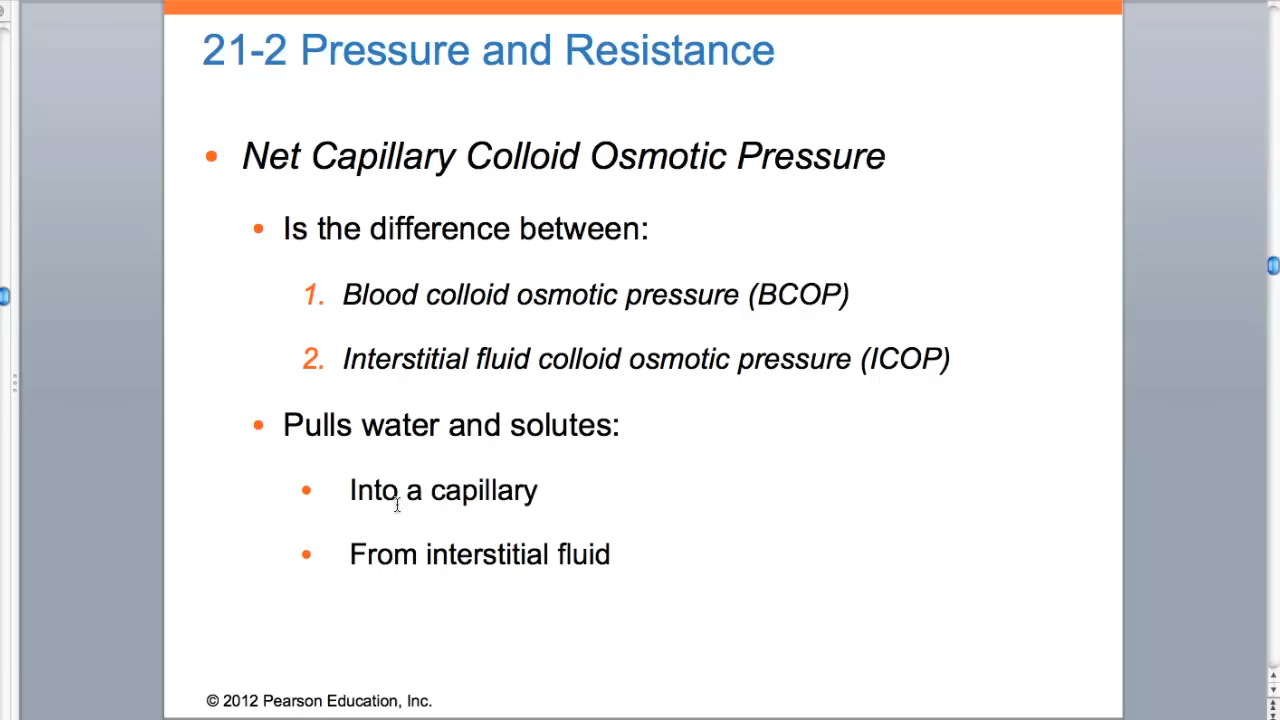 21-2 Pressure and Resistance
• Net Capillary Colloid Osmotic Pressure
• Is the difference between:
1. Blood colloid osmotic pressure (BCOP)
2. Interstitial fluid colloid osmotic pressure (ICOP)
• Pulls water and solutes:
• Into a capillary
• From interstitial fluid
© 2012 Pearson Education, Inc.